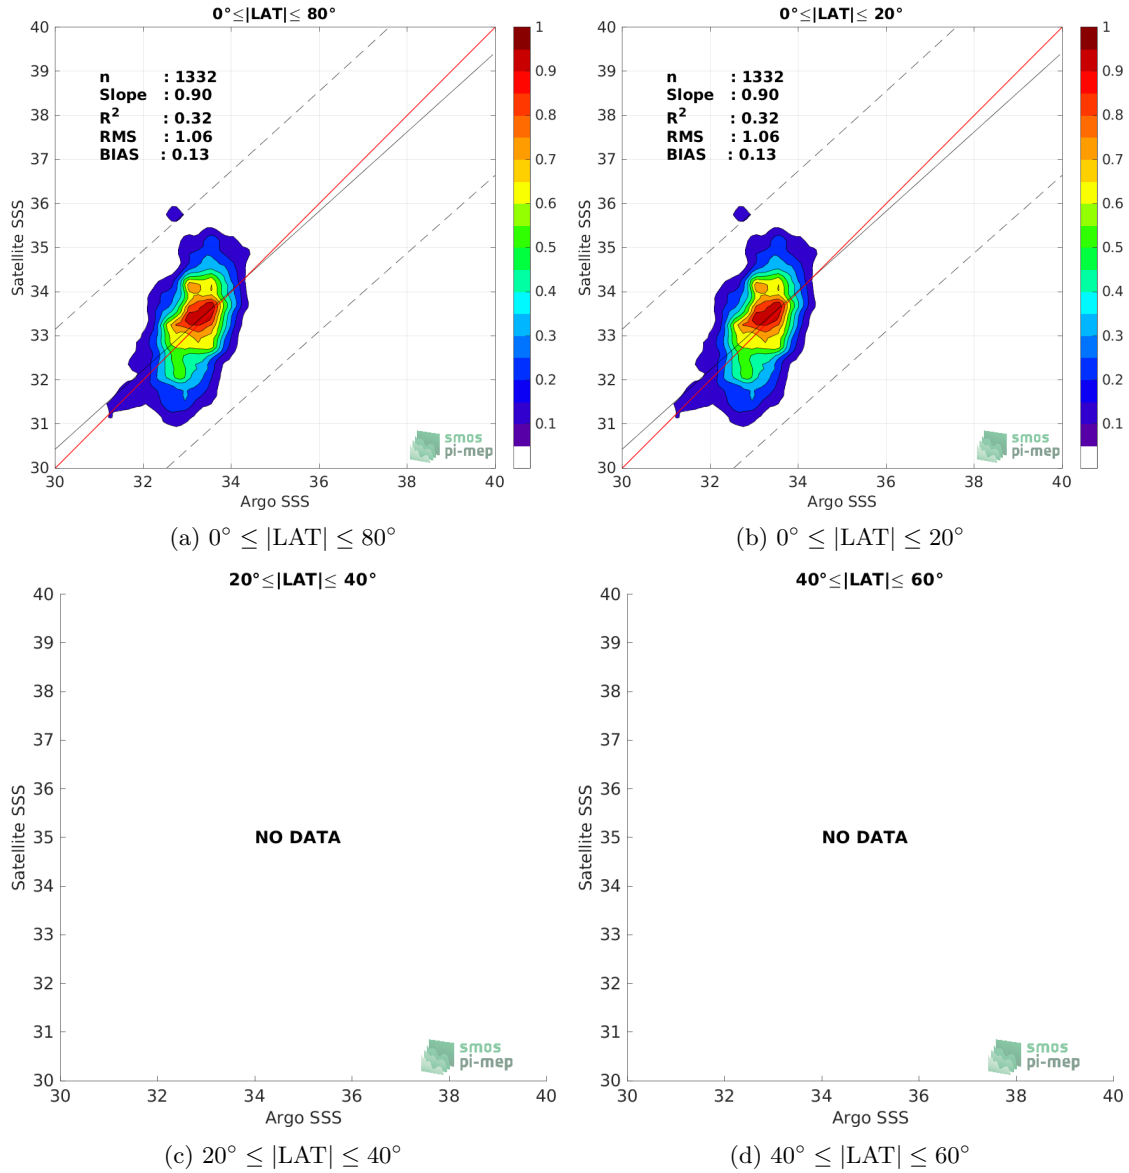 0°≤|LAT|≤ 80°
0°≤|LAT|≤ 20°
n : 1332
Slope : 0.90
R² : 0.32
RMS : 1.06
BIAS : 0.13
n : 1332
Slope : 0.90
R² : 0.32
RMS : 1.06
BIAS : 0.13
40
39
38
37
36
35
34
33
32
31
30
Satellite SSS
30 32 34 36 38 40
Argo SSS
smos
pi-mep
1
0.9
0.8
0.7
0.6
0.5
0.4
0.3
0.2
0.1
40
39
38
37
36
35
34
33
32
31
30
Satellite SSS
30 32 34 36 38 40
Argo SSS
smos
pi-mep
1
0.9
0.8
0.7
0.6
0.5
0.4
0.3
0.2
0.1
(a) 0° ≤ |LAT| ≤ 80°
(b) 0° ≤ |LAT| ≤ 20°
20°≤|LAT|≤ 40°
40
39
38
37
36
35
34
33
32
31
30
Satellite SSS
NO DATA
smos
pi-mep
30 32 34 36 38 40
Argo SSS
40°≤|LAT|≤ 60°
40
39
38
37
36
35
34
33
32
31
30
Satellite SSS
NO DATA
smos
pi-mep
30 32 34 36 38 40
Argo SSS
(c) 20° ≤ |LAT| ≤ 40°
(d) 40° ≤ |LAT| ≤ 60°